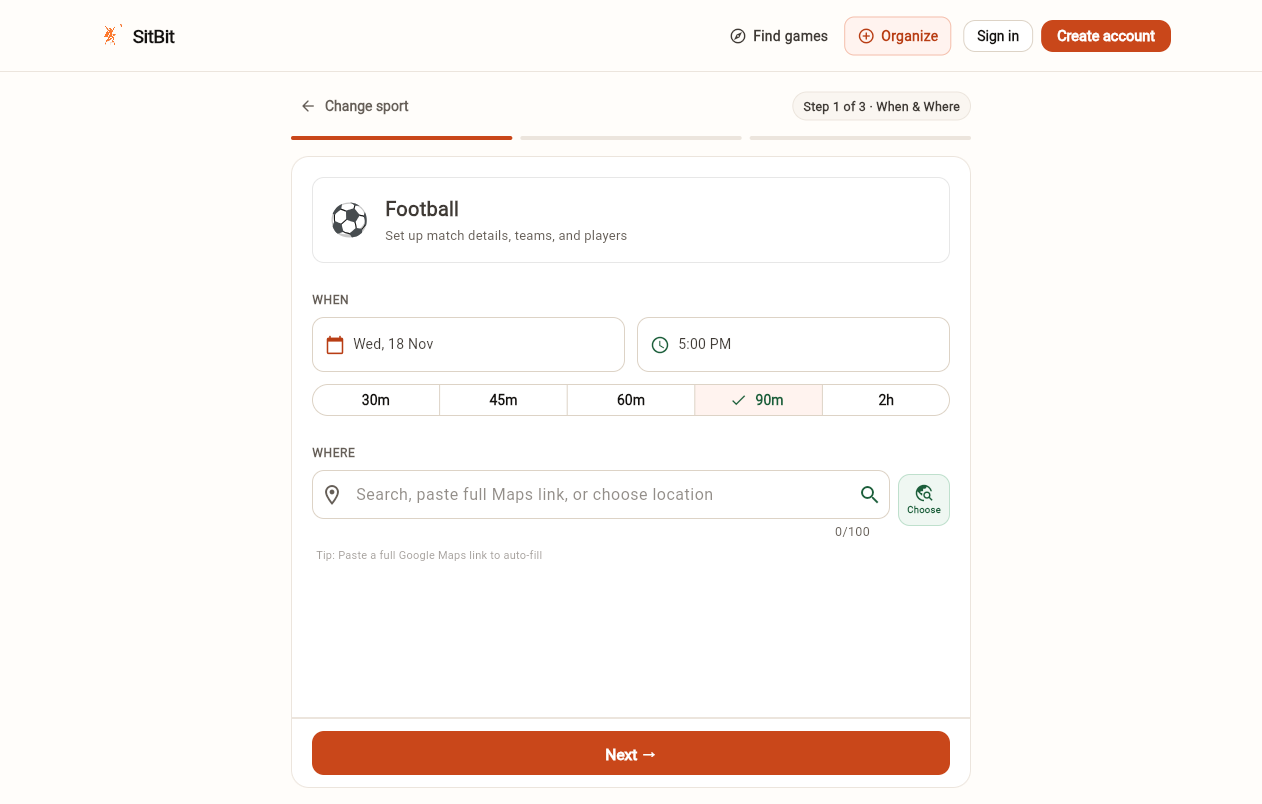 SitBit
Find games
Organize
Sign in
Create account
Change sport
Step 1 of 3 · When & Where
Football
Set up match details, teams, and players
WHEN
Wed, 18 Nov
5:00 PM
30m
45m
60m
90m
2h
WHERE
Search, paste full Maps link, or choose location
Choose
0/100
Tip: Paste a full Google Maps link to auto-fill
Next →